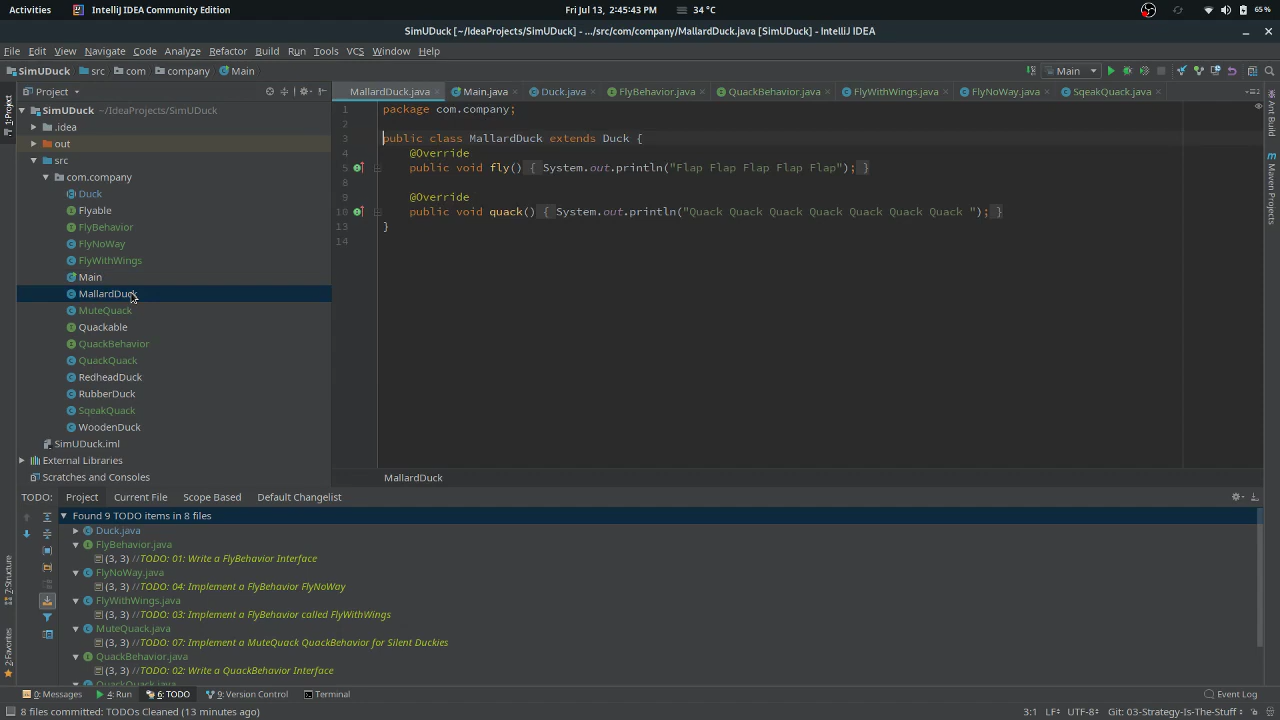 Activities IntelliJ IDEA Community Edition Fri Jul 13, 2:45:43 PM 34 °C 65 %
SimUDuck [~/IdeaProjects/SimUDuck] - .../src/com/company/MallardDuck.java [SimUDuck] - IntelliJ IDEA
File Edit View Navigate Code Analyze Refactor Build Run Tools VCS Window Help
SimUDuck src com company Main Main
Project MallardDuck.java Main.java Duck.java FlyBehavior.java QuackBehavior.java FlyWithWings.java FlyNoWay.java SqeakQuack.java
1: Project
Ant Build
Maven Projects
SimUDuck ~/IdeaProjects/SimUDuck
.idea
out
src
com.company
Duck
Flyable
FlyBehavior
FlyNoWay
FlyWithWings
Main
MallardDuck
MuteQuack
Quackable
QuackBehavior
QuackQuack
RedheadDuck
RubberDuck
SqeakQuack
WoodenDuck
SimUDuck.iml
External Libraries
Scratches and Consoles
1 package com.company;
2
3 public class MallardDuck extends Duck {
4 @Override
5 public void fly() { System.out.println("Flap Flap Flap Flap Flap"); }
8
9 @Override
10 public void quack() { System.out.println("Quack Quack Quack Quack Quack Quack Quack "); }
13 }
14
MallardDuck
TODO: Project Current File Scope Based Default Changelist
Found 9 TODO items in 8 files
Duck.java
FlyBehavior.java
(3, 3) //TODO: 01: Write a FlyBehavior Interface
FlyNoWay.java
(3, 3) //TODO: 04: Implement a FlyBehavior FlyNoWay
FlyWithWings.java
(3, 3) //TODO: 03: Implement a FlyBehavior called FlyWithWings
MuteQuack.java
(3, 3) //TODO: 07: Implement a MuteQuack QuackBehavior for Silent Duckies
QuackBehavior.java
(3, 3) //TODO: 02: Write a QuackBehavior Interface
QuackQuack.java
7: Structure
2: Favorites
0: Messages 4: Run 6: TODO 9: Version Control Terminal Event Log
8 files committed: TODOs Cleaned (13 minutes ago) 3:1 LF UTF-8 Git: 03-Strategy-Is-The-Stuff